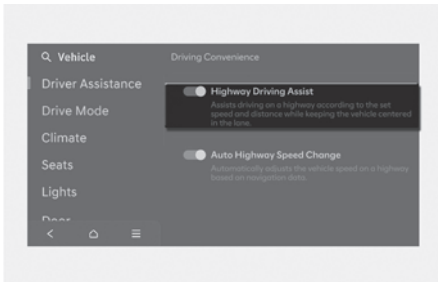 Vehicle
Driver Assistance
Drive Mode
Climate
Seats
Lights
Door
Driving Convenience
Highway Driving Assist
Assists driving on a highway according to the set
speed and distance while keeping the vehicle centered
in the lane.
Auto Highway Speed Change
Automatically adjusts the vehicle speed on a highway
based on navigation data.